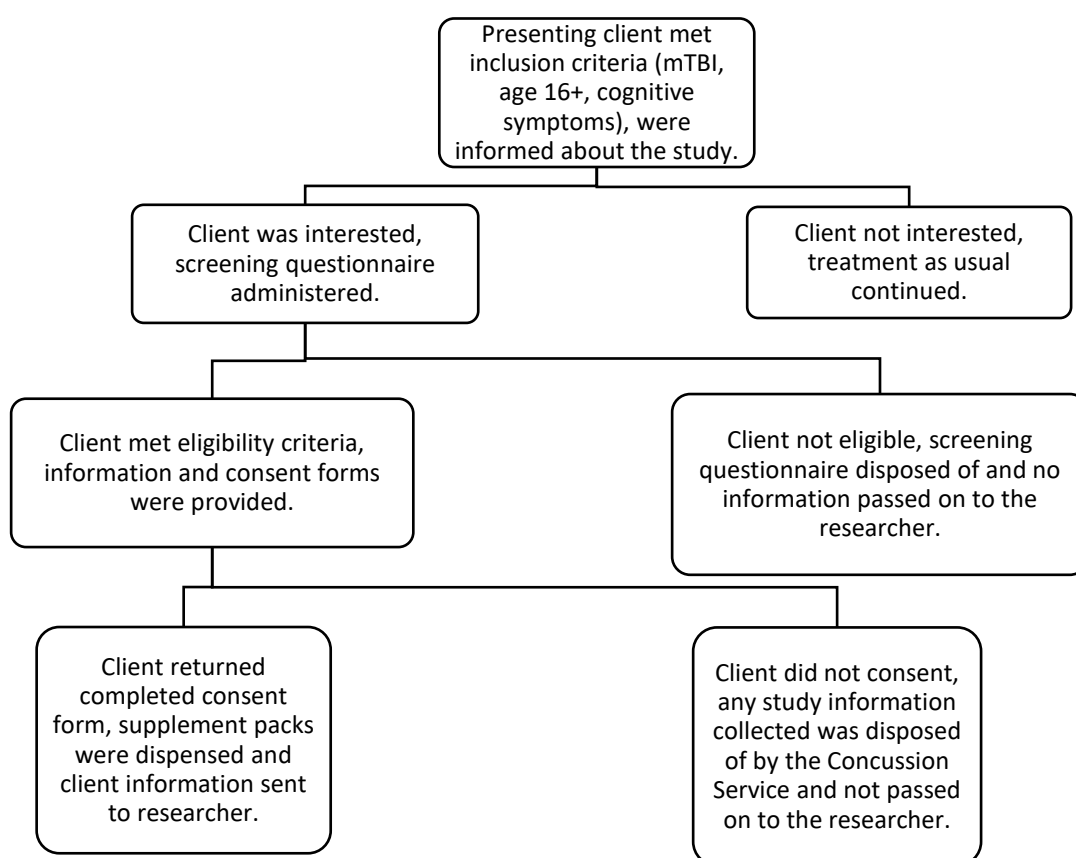 Presenting client met
inclusion criteria (mTBI,
age 16+, cognitive
symptoms), were
informed about the study.
Client was interested,
screening questionnaire
administered.
Client not interested,
treatment as usual
continued.
Client met eligibility criteria,
information and consent forms
were provided.
Client not eligible, screening
questionnaire disposed of and no
information passed on to the
researcher.
Client returned
completed consent
form, supplement packs
were dispensed and
client information sent
to researcher.
Client did not consent,
any study information
collected was disposed
of by the Concussion
Service and not passed
on to the researcher.